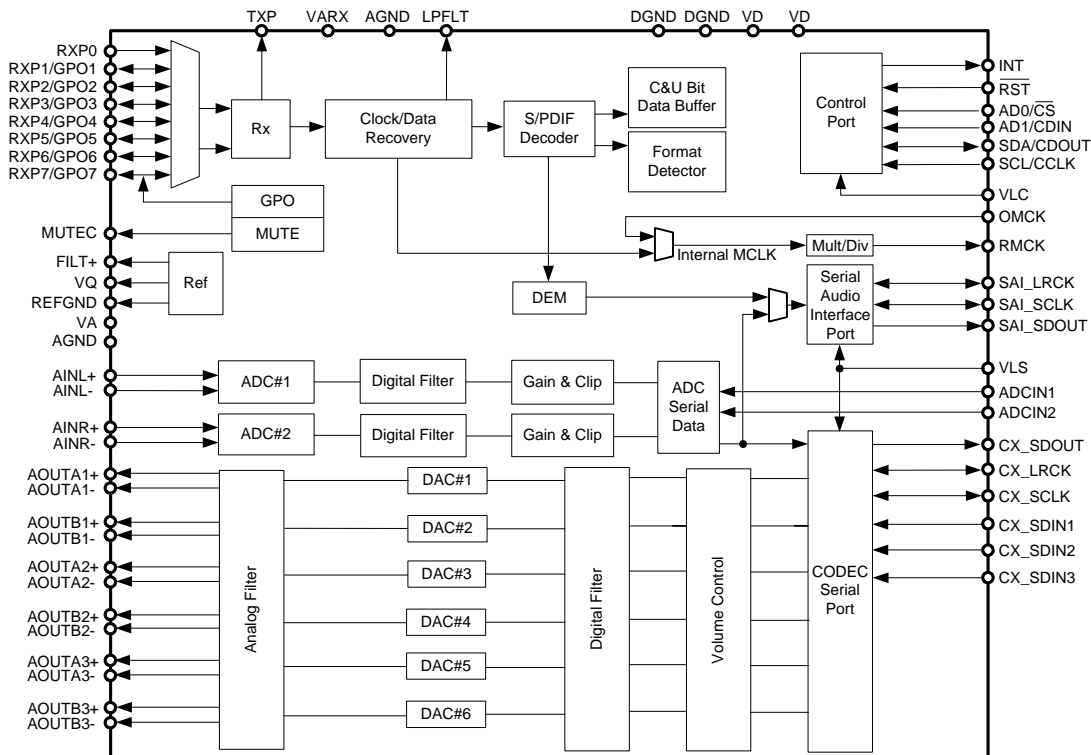 TXP
VARX
AGND
LPFLT
DGND
DGND
VD
VD
RXP0
RXP1/GPO1
RXP2/GPO2
RXP3/GPO3
RXP4/GPO4
RXP5/GPO5
RXP6/GPO6
RXP7/GPO7
MUTEC
FILT+
VQ
REFGND
VA
AGND
AINL+
AINL-
AINR+
AINR-
AOUTA1+
AOUTA1-
AOUTB1+
AOUTB1-
AOUTA2+
AOUTA2-
AOUTB2+
AOUTB2-
AOUTA3+
AOUTA3-
AOUTB3+
AOUTB3-
Rx
Clock/Data
Recovery
S/PDIF
Decoder
C&U Bit
Data Buffer
Format
Detector
GPO
MUTE
Ref
Internal MCLK
Mult/Div
DEM
Serial
Audio
Interface
Port
Control
Port
ADC#1
Digital Filter
Gain & Clip
ADC#2
Digital Filter
Gain & Clip
ADC
Serial
Data
Analog Filter
DAC#1
DAC#2
DAC#3
DAC#4
DAC#5
DAC#6
Digital Filter
Volume Control
CODEC
Serial
Port
INT
RST
AD0/CS
AD1/CDIN
SDA/CDOUT
SCL/CCLK
VLC
OMCK
RMCK
SAI_LRCK
SAI_SCLK
SAI_SDOUT
VLS
ADCIN1
ADCIN2
CX_SDOUT
CX_LRCK
CX_SCLK
CX_SDIN1
CX_SDIN2
CX_SDIN3